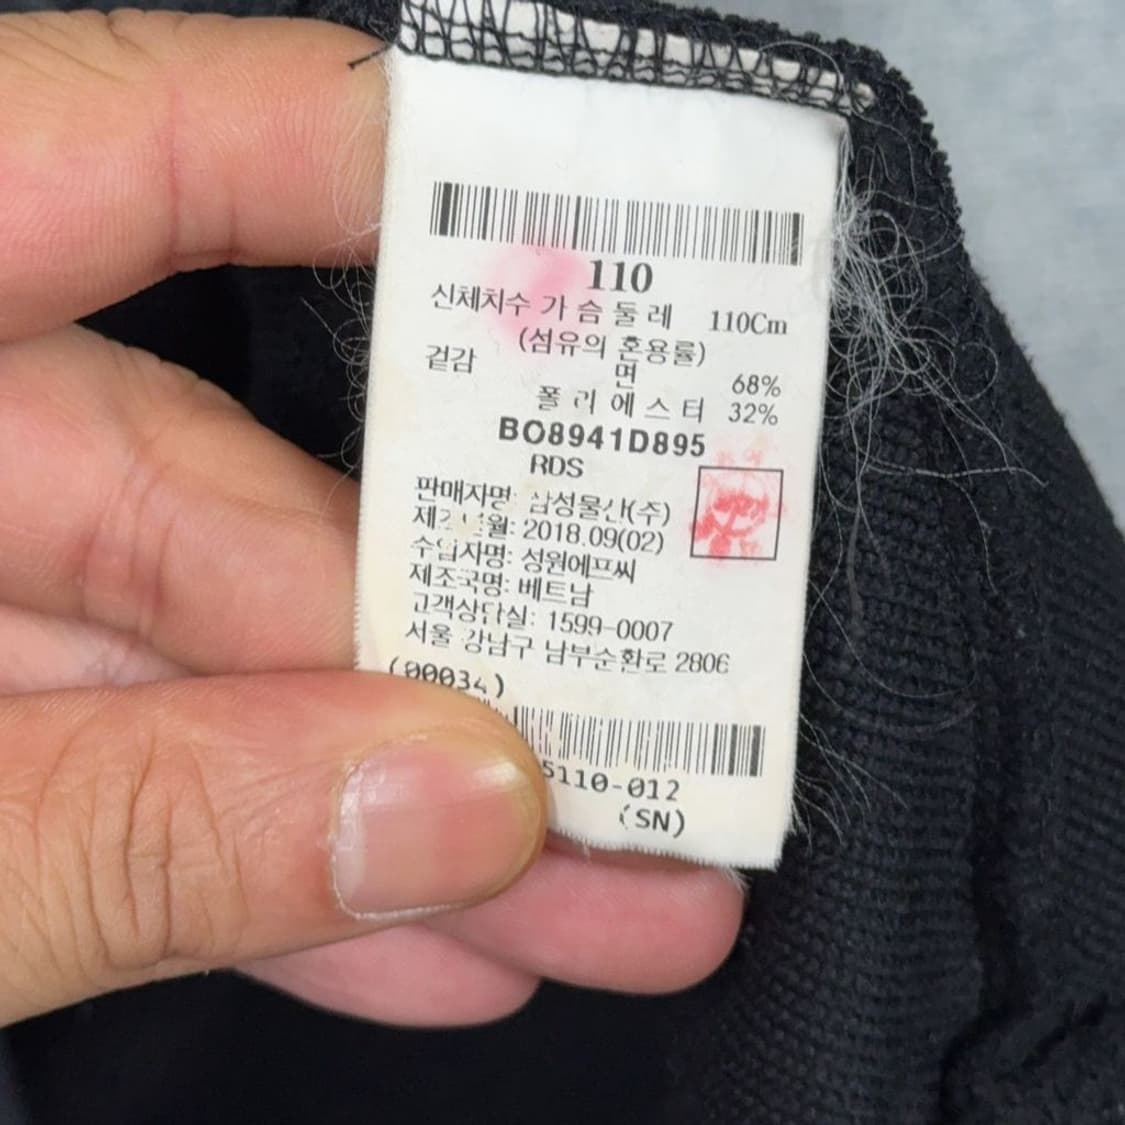 110
신체치수 가슴둘레 110Cm
(섬유의 혼용률)
겉감 면 68%
폴리에스터 32%
BO8941D895
RDS
판매자명: 삼성물산(주)
제조년월: 2018.09(02)
수입자명: 성원에프씨
제조국명: 베트남
고객상담실: 1599-0007
서울 강남구 남부순환로 2806
(00034)
5110-012
(SN)